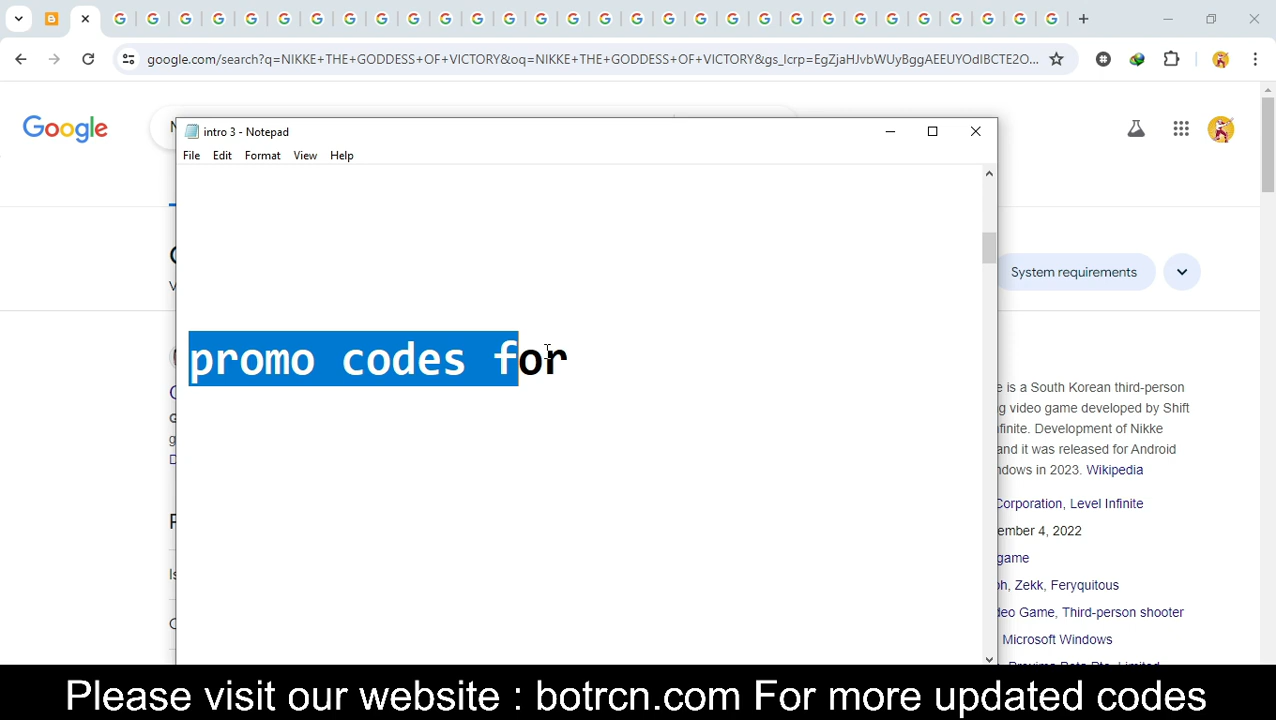 google.com/search?q=NIKKE+THE+GODDESS+OF+VICTORY&oq=NIKKE+THE+GODDESS+OF+VICTORY&gs_lcrp=EgZjaHJvbWUyBggAEEUYOdIBCTE2O...
Google
intro 3 - Notepad
File Edit Format View Help
System requirements
promo codes for
is a South Korean third-person
g video game developed by Shift
finite. Development of Nikke
and it was released for Android
ndows in 2023. Wikipedia
Corporation, Level Infinite
ember 4, 2022
game
oh, Zekk, Feryquitous
deo Game, Third-person shooter
Microsoft Windows
Please visit our website : botrcn.com For more updated codes